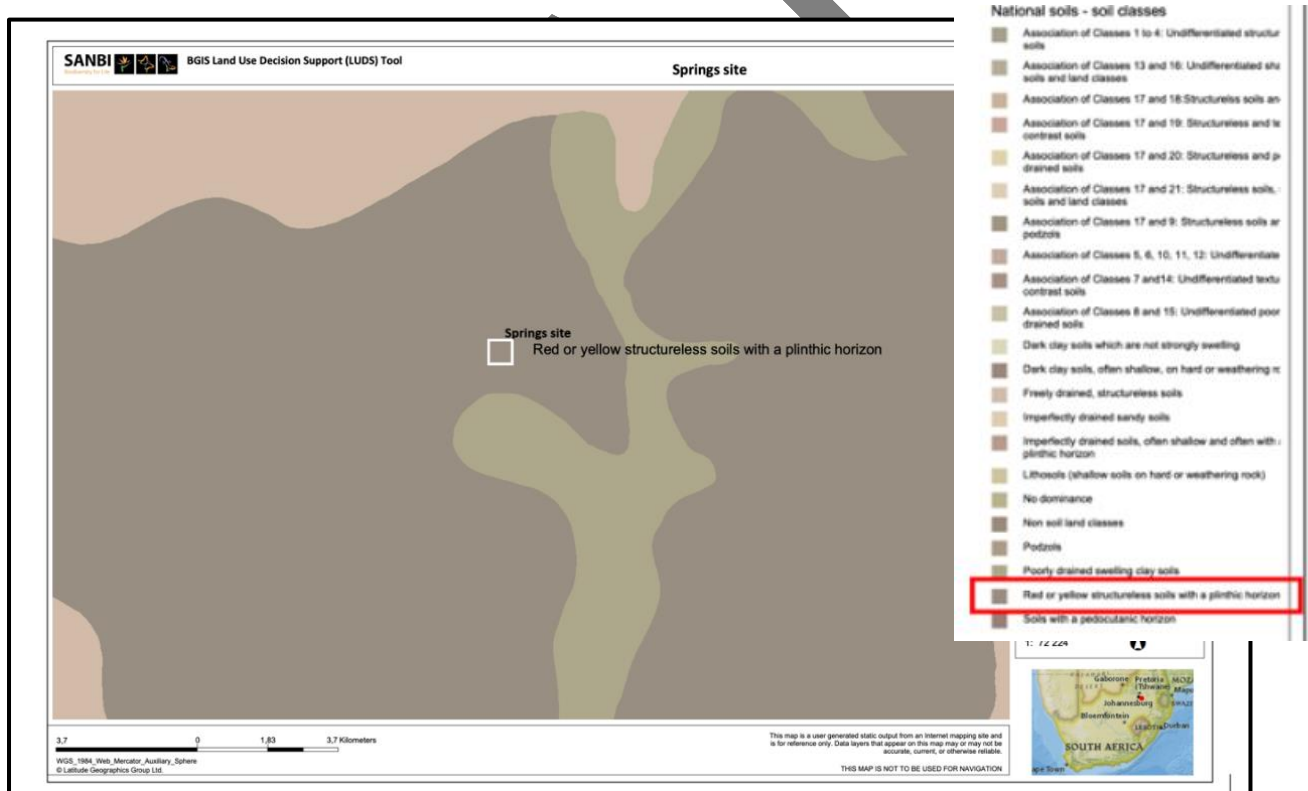 SANBI
Biodiversity for Life
BGIS Land Use Decision Support (LUDS) Tool
Springs site
Springs site
Red or yellow structureless soils with a plinthic horizon
National soils - soil classes
Association of Classes 1 to 4: Undifferentiated structur
soils
Association of Classes 13 and 16: Undifferentiated sha
soils and land classes
Association of Classes 17 and 18:Structureless soils an
Association of Classes 17 and 19: Structureless and te
contrast soils
Association of Classes 17 and 20: Structureless and p
drained soils
Association of Classes 17 and 21: Structureless soils,
soils and land classes
Association of Classes 17 and 9: Structureless soils ar
podzols
Association of Classes 5, 6, 10, 11, 12: Undifferentiate
Association of Classes 7 and14: Undifferentiated textu
contrast soils
Association of Classes 8 and 15: Undifferentiated poor
drained soils
Dark clay soils which are not strongly swelling
Dark clay soils, often shallow, on hard or weathering ro
Freely drained, structureless soils
Imperfectly drained sandy soils
Imperfectly drained soils, often shallow and often with
plinthic horizon
Lithosols (shallow soils on hard or weathering rock)
No dominance
Non soil land classes
Podzols
Poorly drained swelling clay soils
Red or yellow structureless soils with a plinthic horizon
Soils with a pedocutanic horizon
1: 72 224
Gaborone
Pretoria
(Tshwane)
MOZ
Map
Johannesburg
Bloemfontein
LESOTHO
Durban
SOUTH AFRICA
ape Town
3,7 0 1,83 3,7 Kilometers
WGS_1984_Web_Mercator_Auxiliary_Sphere
© Latitude Geographics Group Ltd.
This map is a user generated static output from an Internet mapping site and
is for reference only. Data layers that appear on this map may or may not be
accurate, current, or otherwise reliable.
THIS MAP IS NOT TO BE USED FOR NAVIGATION